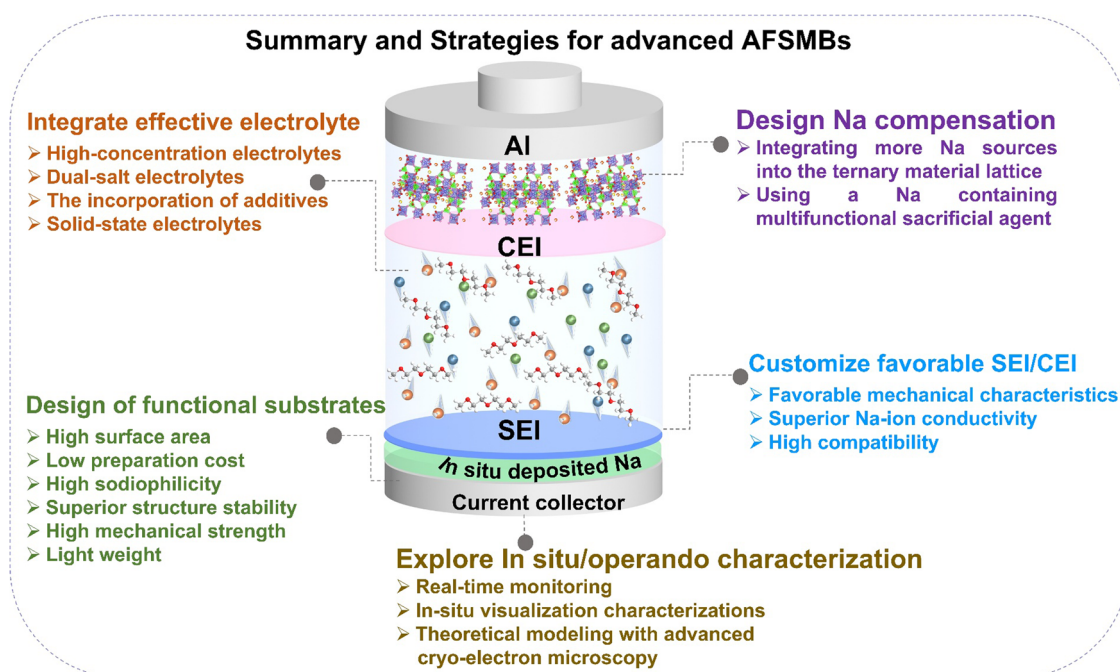 Summary and Strategies for advanced AFSMBs
Integrate effective electrolyte
➢ High-concentration electrolytes
➢ Dual-salt electrolytes
➢ The incorporation of additives
➢ Solid-state electrolytes
Al
CEI
SEI
In situ deposited Na
Current collector
Design Na compensation
➢ Integrating more Na sources
into the ternary material lattice
➢ Using a Na containing
multifunctional sacrificial agent
Customize favorable SEI/CEI
➢ Favorable mechanical characteristics
➢ Superior Na-ion conductivity
➢ High compatibility
Design of functional substrates
➢ High surface area
➢ Low preparation cost
➢ High sodiophilicity
➢ Superior structure stability
➢ High mechanical strength
➢ Light weight
Explore In situ/operando characterization
➢ Real-time monitoring
➢ In-situ visualization characterizations
➢ Theoretical modeling with advanced
cryo-electron microscopy